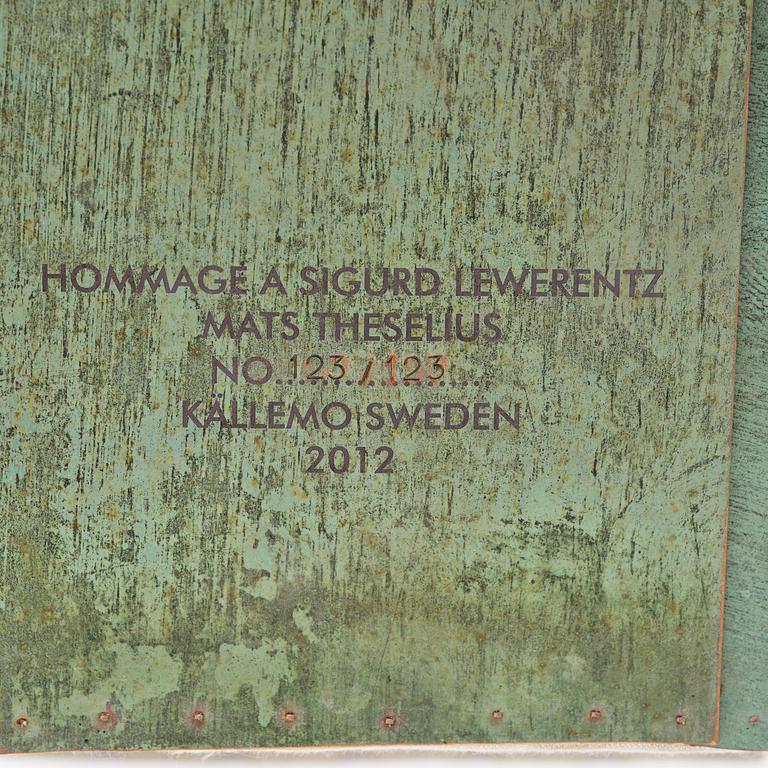 HOMMAGE A SIGURD LEWERENTZ
MATS THESELIUS
NO. 123 / 123
KÄLLEMO SWEDEN
2012